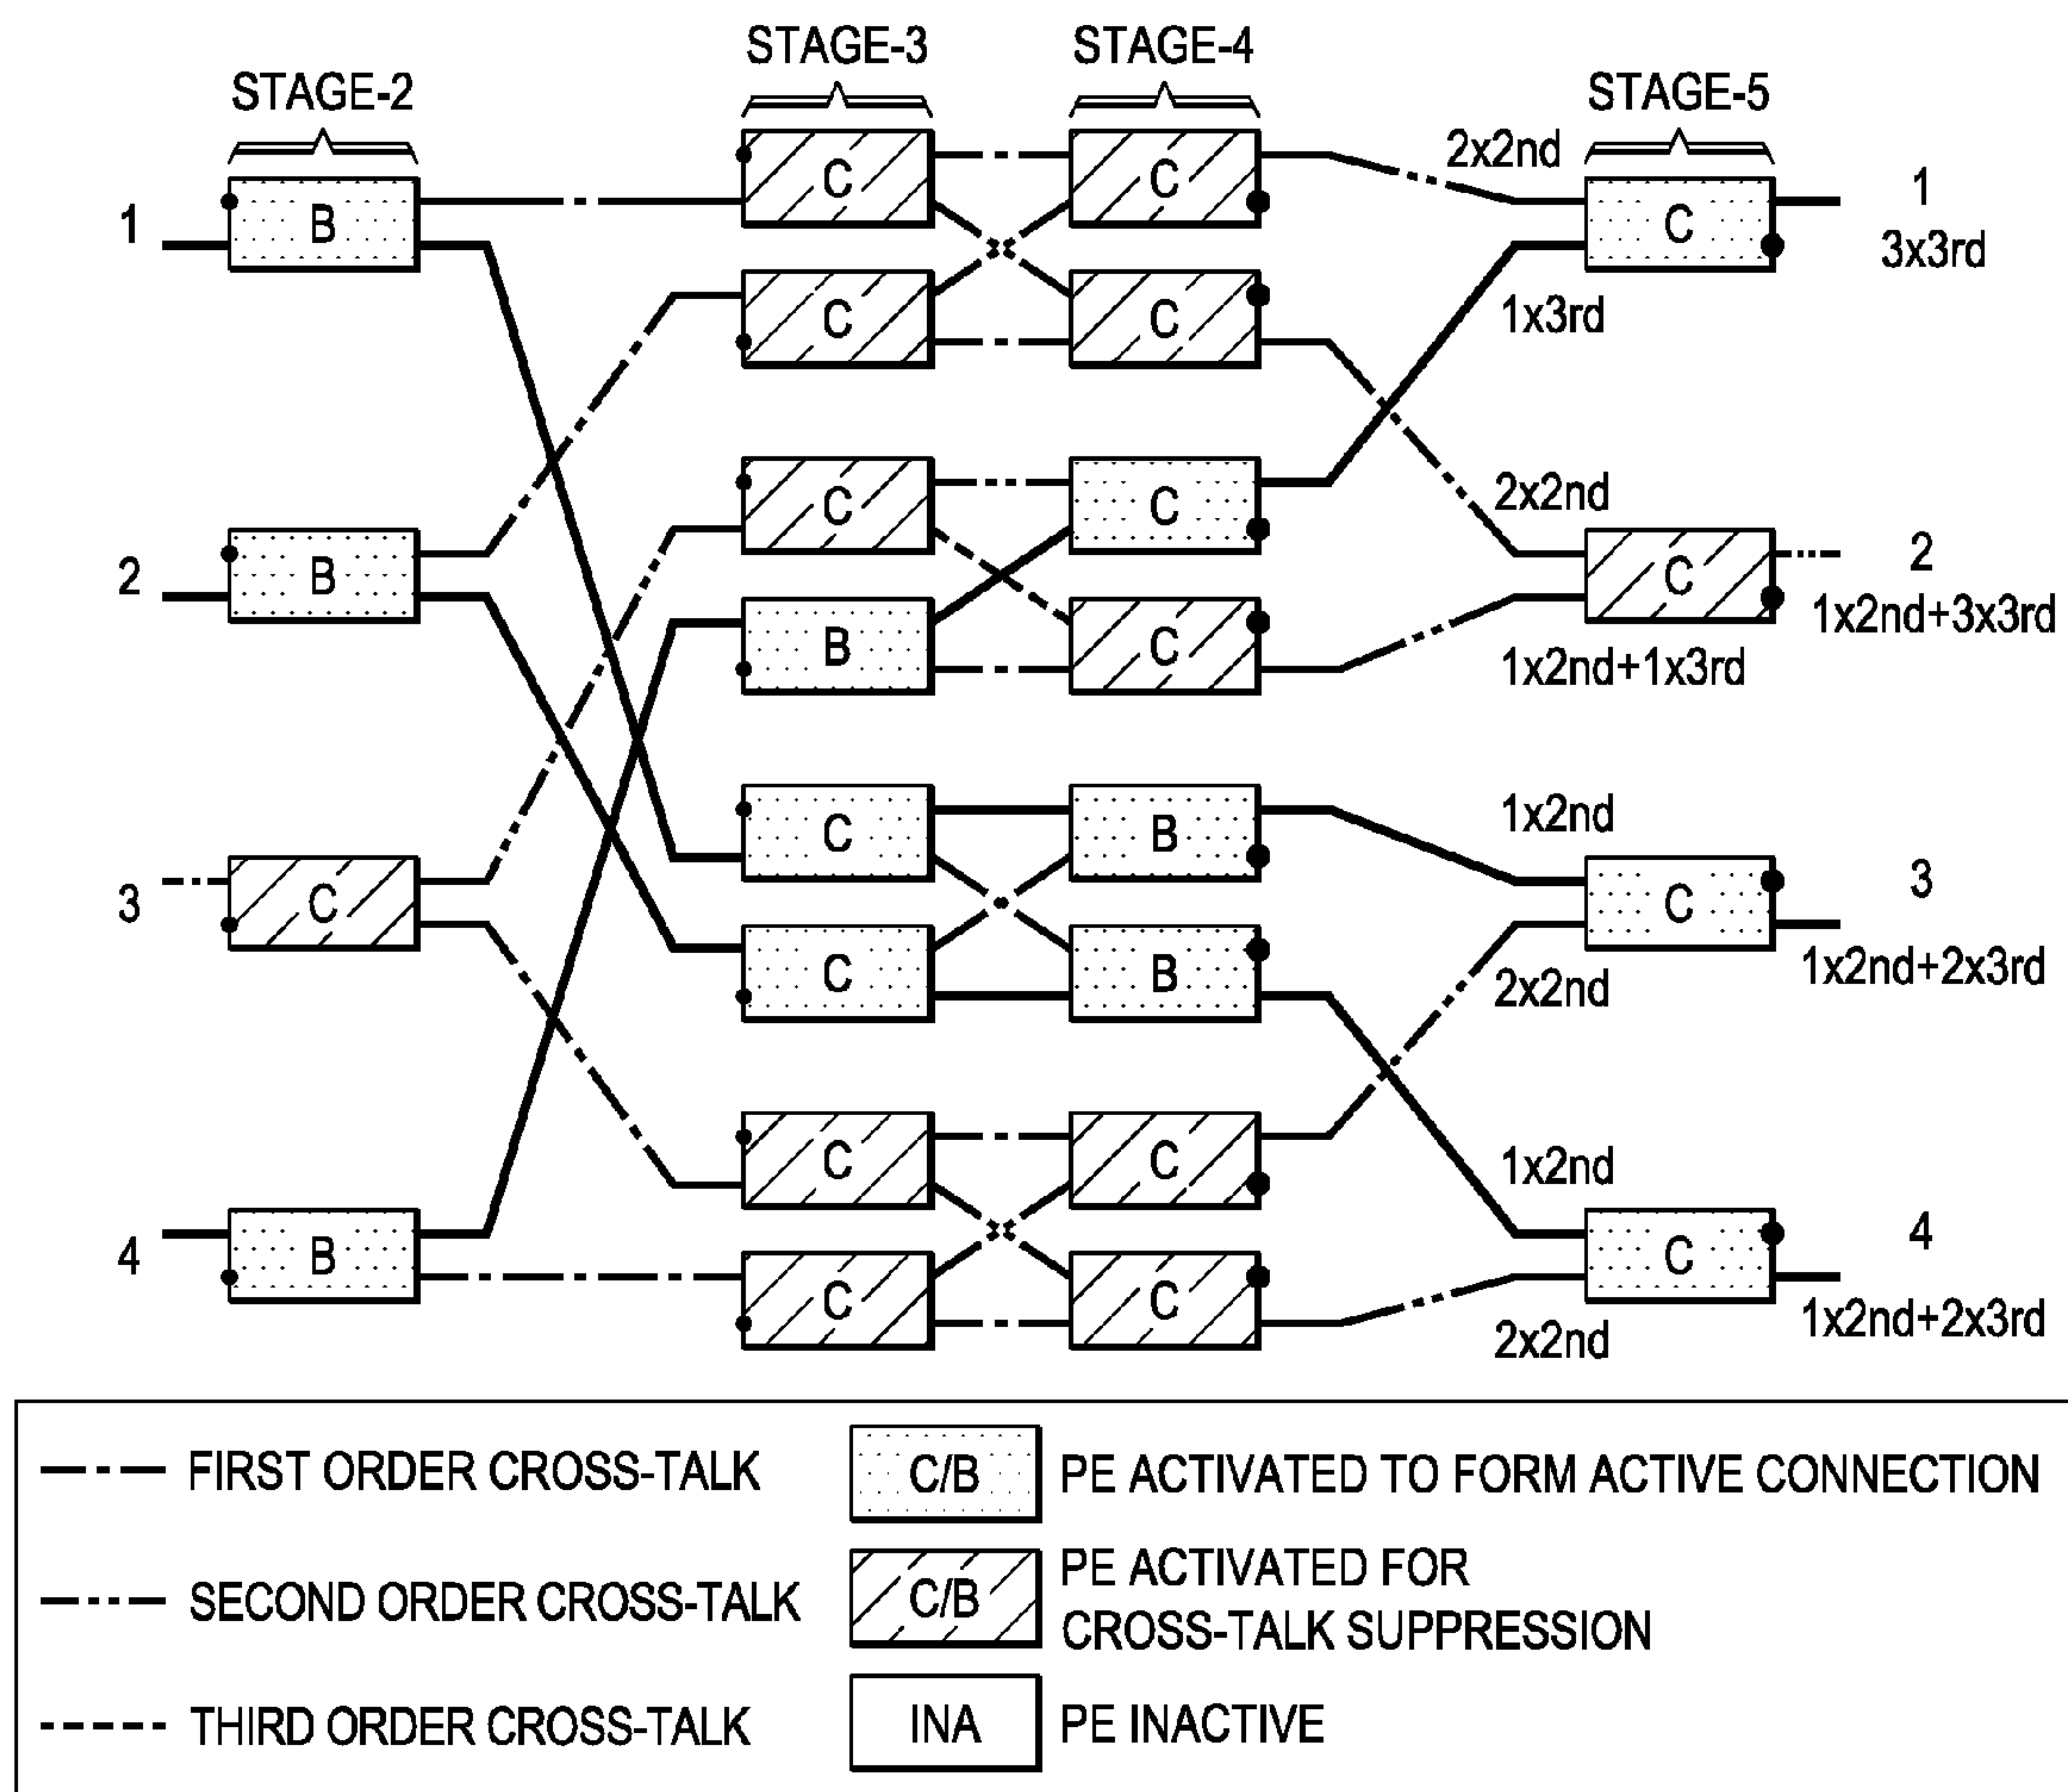 STAGE-3 STAGE-4
STAGE-2 STAGE-5
C C 2x2nd
1 B C 1
3x3rd
C C 1x3rd
C C 2x2nd
2 B C 2
1x2nd+3x3rd
B C 1x2nd+1x3rd
C B 1x2nd
3 C C 3
C B 2x2nd 1x2nd+2x3rd
C C 1x2nd
4 B C 4
C C 2x2nd 1x2nd+2x3rd
FIRST ORDER CROSS-TALK C/B PE ACTIVATED TO FORM ACTIVE CONNECTION
SECOND ORDER CROSS-TALK C/B PE ACTIVATED FOR
CROSS-TALK SUPPRESSION
THIRD ORDER CROSS-TALK INA PE INACTIVE